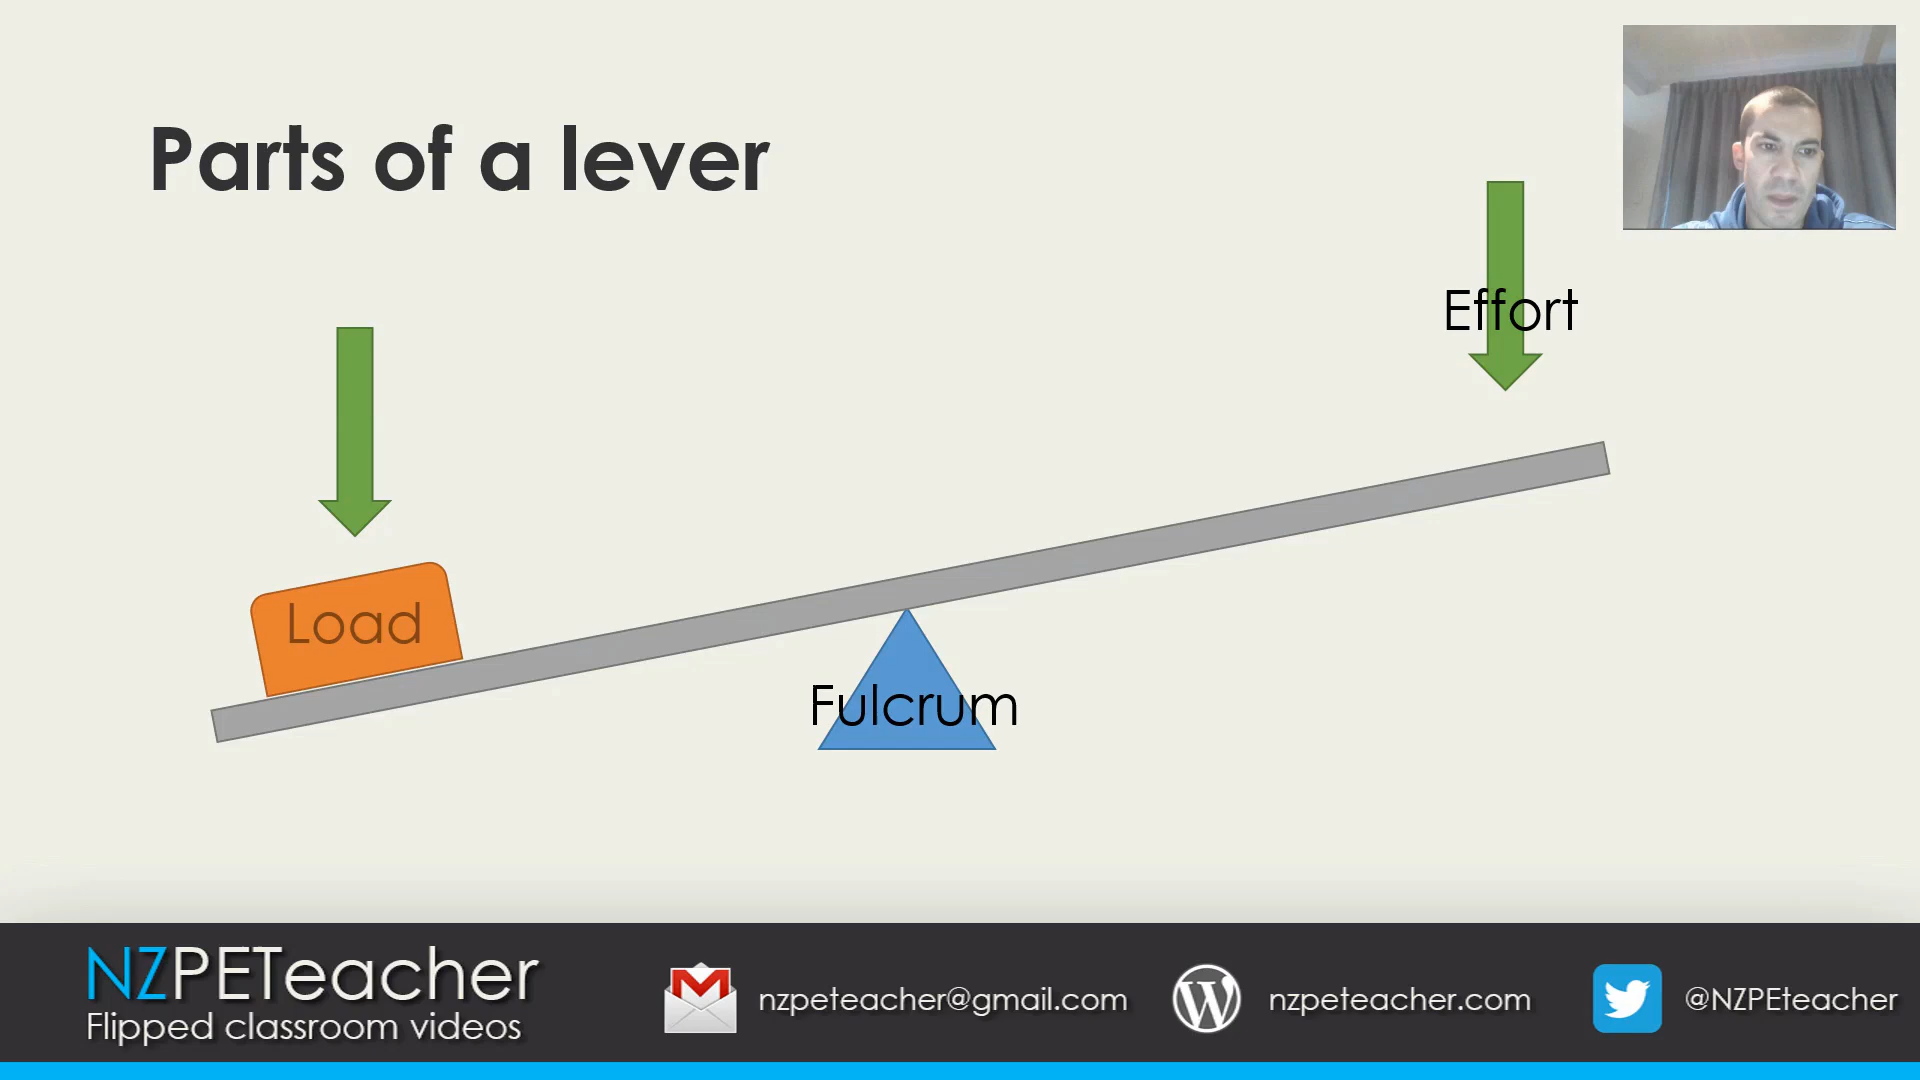 Parts of a lever
Effort
Load
Fulcrum
NZPETeacher
Flipped classroom videos
nzpeteacher@gmail.com
nzpeteacher.com
@NZPEteacher